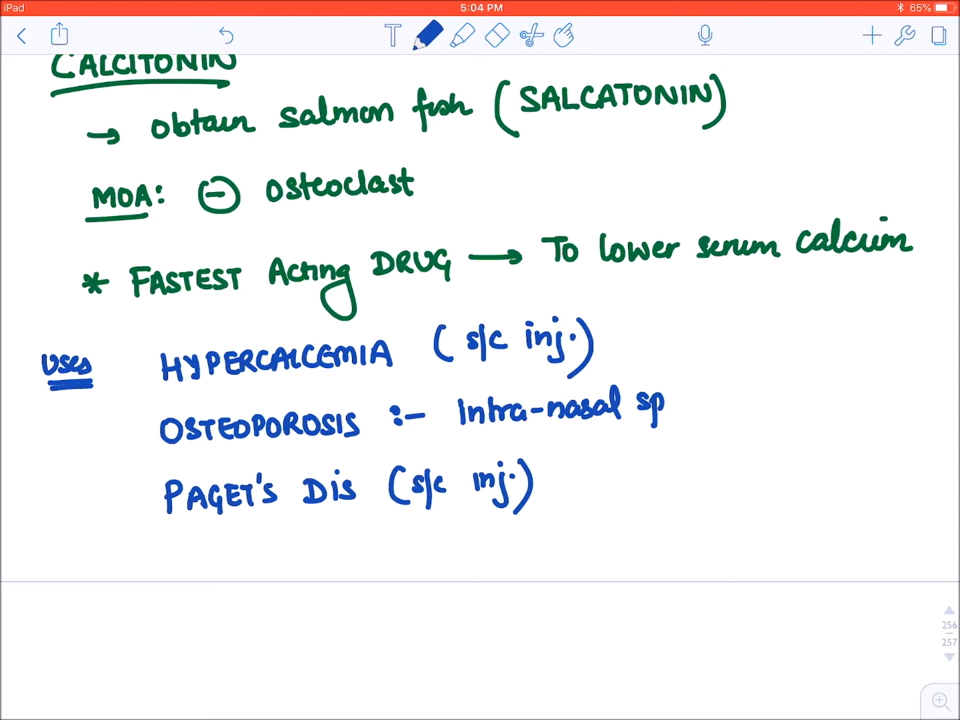 iPad 5:04 PM 65%
T
CALCITONIN
→ obtain salmon fish (SALCATONIN)
MOA: ⊖ osteoclast
* FASTEST Acting DRUG → To lower serum calcium
Uses HYPERCALCEMIA (s/c inj.)
OSTEOPOROSIS :- Intra-nasal sp
PAGET'S DIS (s/c inj.)
256
257